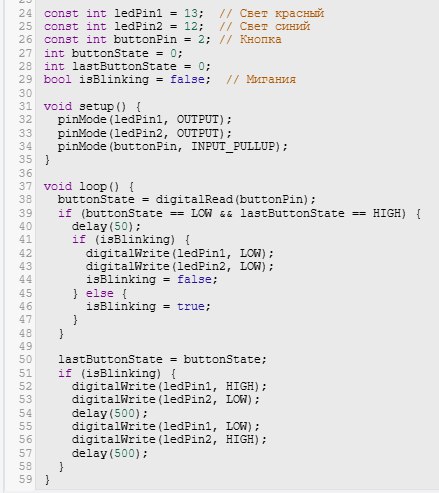 24 const int ledPin1 = 13;  // Свет красный
25 const int ledPin2 = 12;  // Свет синий
26 const int buttonPin = 2; // Кнопка
27 int buttonState = 0;
28 int lastButtonState = 0;
29 bool isBlinking = false;  // Мигания
30
31 void setup() {
32   pinMode(ledPin1, OUTPUT);
33   pinMode(ledPin2, OUTPUT);
34   pinMode(buttonPin, INPUT_PULLUP);
35 }
36
37 void loop() {
38   buttonState = digitalRead(buttonPin);
39   if (buttonState == LOW && lastButtonState == HIGH) {
40     delay(50);
41     if (isBlinking) {
42       digitalWrite(ledPin1, LOW);
43       digitalWrite(ledPin2, LOW);
44       isBlinking = false;
45     } else {
46       isBlinking = true;
47     }
48   }
49
50   lastButtonState = buttonState;
51   if (isBlinking) {
52     digitalWrite(ledPin1, HIGH);
53     digitalWrite(ledPin2, LOW);
54     delay(500);
55     digitalWrite(ledPin1, LOW);
56     digitalWrite(ledPin2, HIGH);
57     delay(500);
58   }
59 }